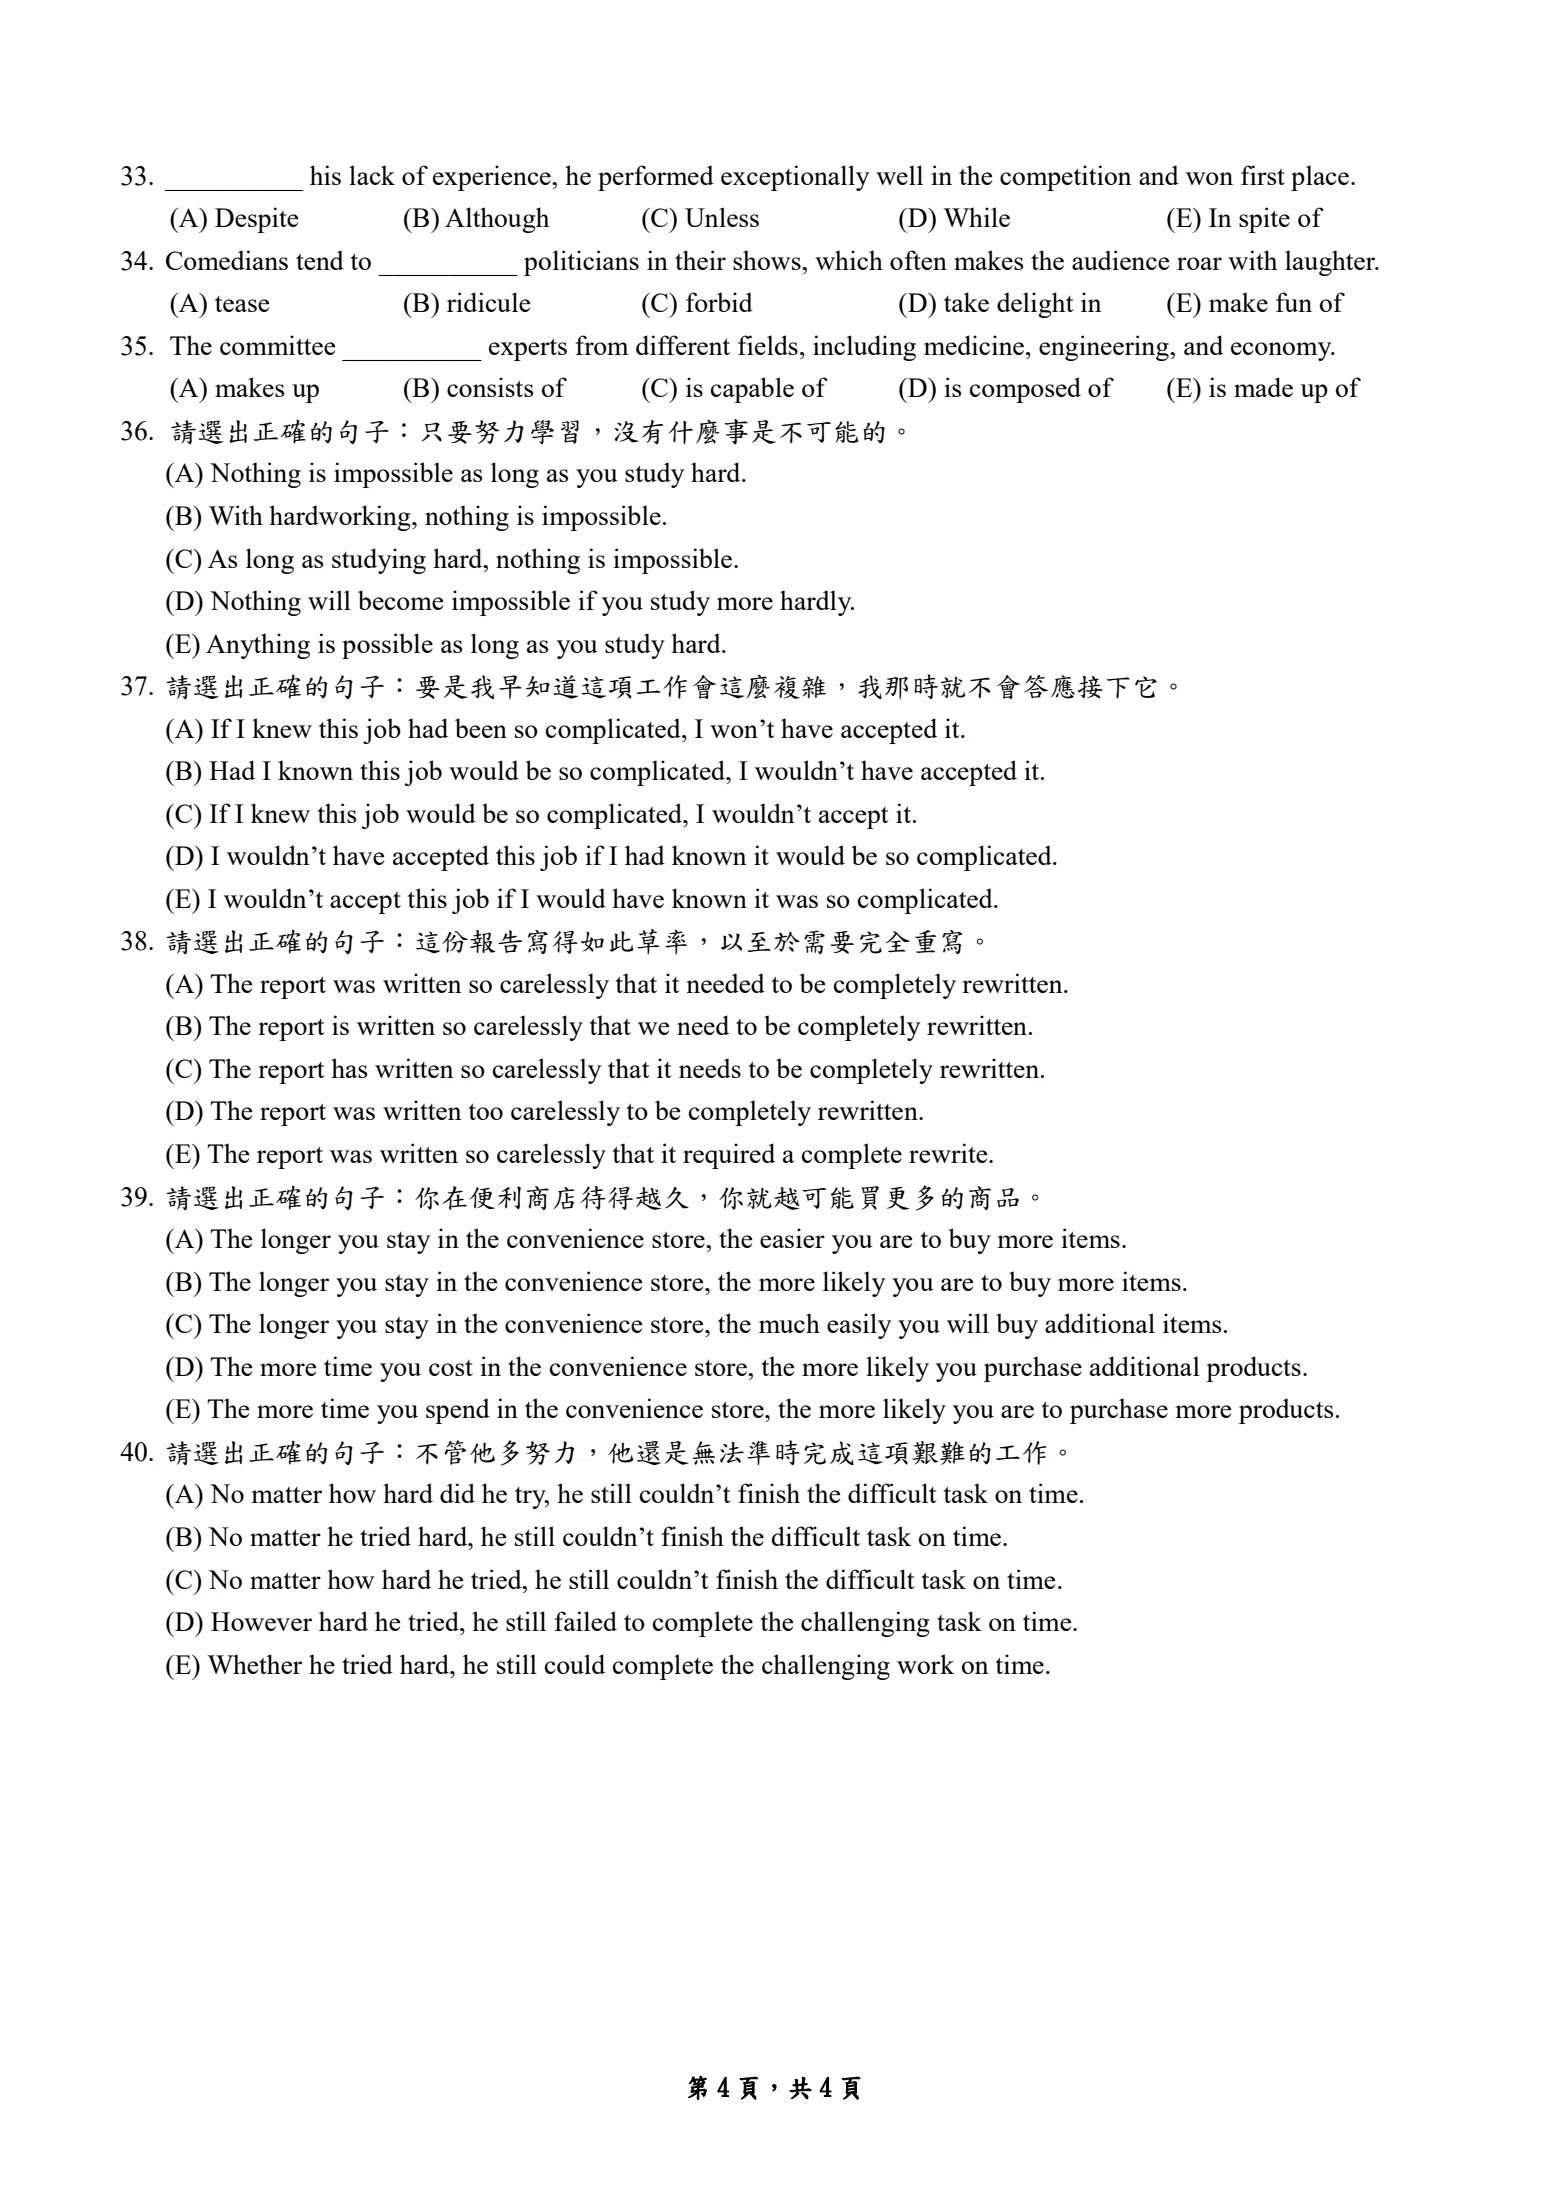 33. __________ his lack of experience, he performed exceptionally well in the competition and won first place.
(A) Despite (B) Although (C) Unless (D) While (E) In spite of
34. Comedians tend to __________ politicians in their shows, which often makes the audience roar with laughter.
(A) tease (B) ridicule (C) forbid (D) take delight in (E) make fun of
35. The committee __________ experts from different fields, including medicine, engineering, and economy.
(A) makes up (B) consists of (C) is capable of (D) is composed of (E) is made up of
36. 請選出正確的句子：只要努力學習，沒有什麼事是不可能的。
(A) Nothing is impossible as long as you study hard.
(B) With hardworking, nothing is impossible.
(C) As long as studying hard, nothing is impossible.
(D) Nothing will become impossible if you study more hardly.
(E) Anything is possible as long as you study hard.
37. 請選出正確的句子：要是我早知道這項工作會這麼複雜，我那時就不會答應接下它。
(A) If I knew this job had been so complicated, I won’t have accepted it.
(B) Had I known this job would be so complicated, I wouldn’t have accepted it.
(C) If I knew this job would be so complicated, I wouldn’t accept it.
(D) I wouldn’t have accepted this job if I had known it would be so complicated.
(E) I wouldn’t accept this job if I would have known it was so complicated.
38. 請選出正確的句子：這份報告寫得如此草率，以至於需要完全重寫。
(A) The report was written so carelessly that it needed to be completely rewritten.
(B) The report is written so carelessly that we need to be completely rewritten.
(C) The report has written so carelessly that it needs to be completely rewritten.
(D) The report was written too carelessly to be completely rewritten.
(E) The report was written so carelessly that it required a complete rewrite.
39. 請選出正確的句子：你在便利商店待得越久，你就越可能買更多的商品。
(A) The longer you stay in the convenience store, the easier you are to buy more items.
(B) The longer you stay in the convenience store, the more likely you are to buy more items.
(C) The longer you stay in the convenience store, the much easily you will buy additional items.
(D) The more time you cost in the convenience store, the more likely you purchase additional products.
(E) The more time you spend in the convenience store, the more likely you are to purchase more products.
40. 請選出正確的句子：不管他多努力，他還是無法準時完成這項艱難的工作。
(A) No matter how hard did he try, he still couldn’t finish the difficult task on time.
(B) No matter he tried hard, he still couldn’t finish the difficult task on time.
(C) No matter how hard he tried, he still couldn’t finish the difficult task on time.
(D) However hard he tried, he still failed to complete the challenging task on time.
(E) Whether he tried hard, he still could complete the challenging work on time.
第 4 頁，共 4 頁